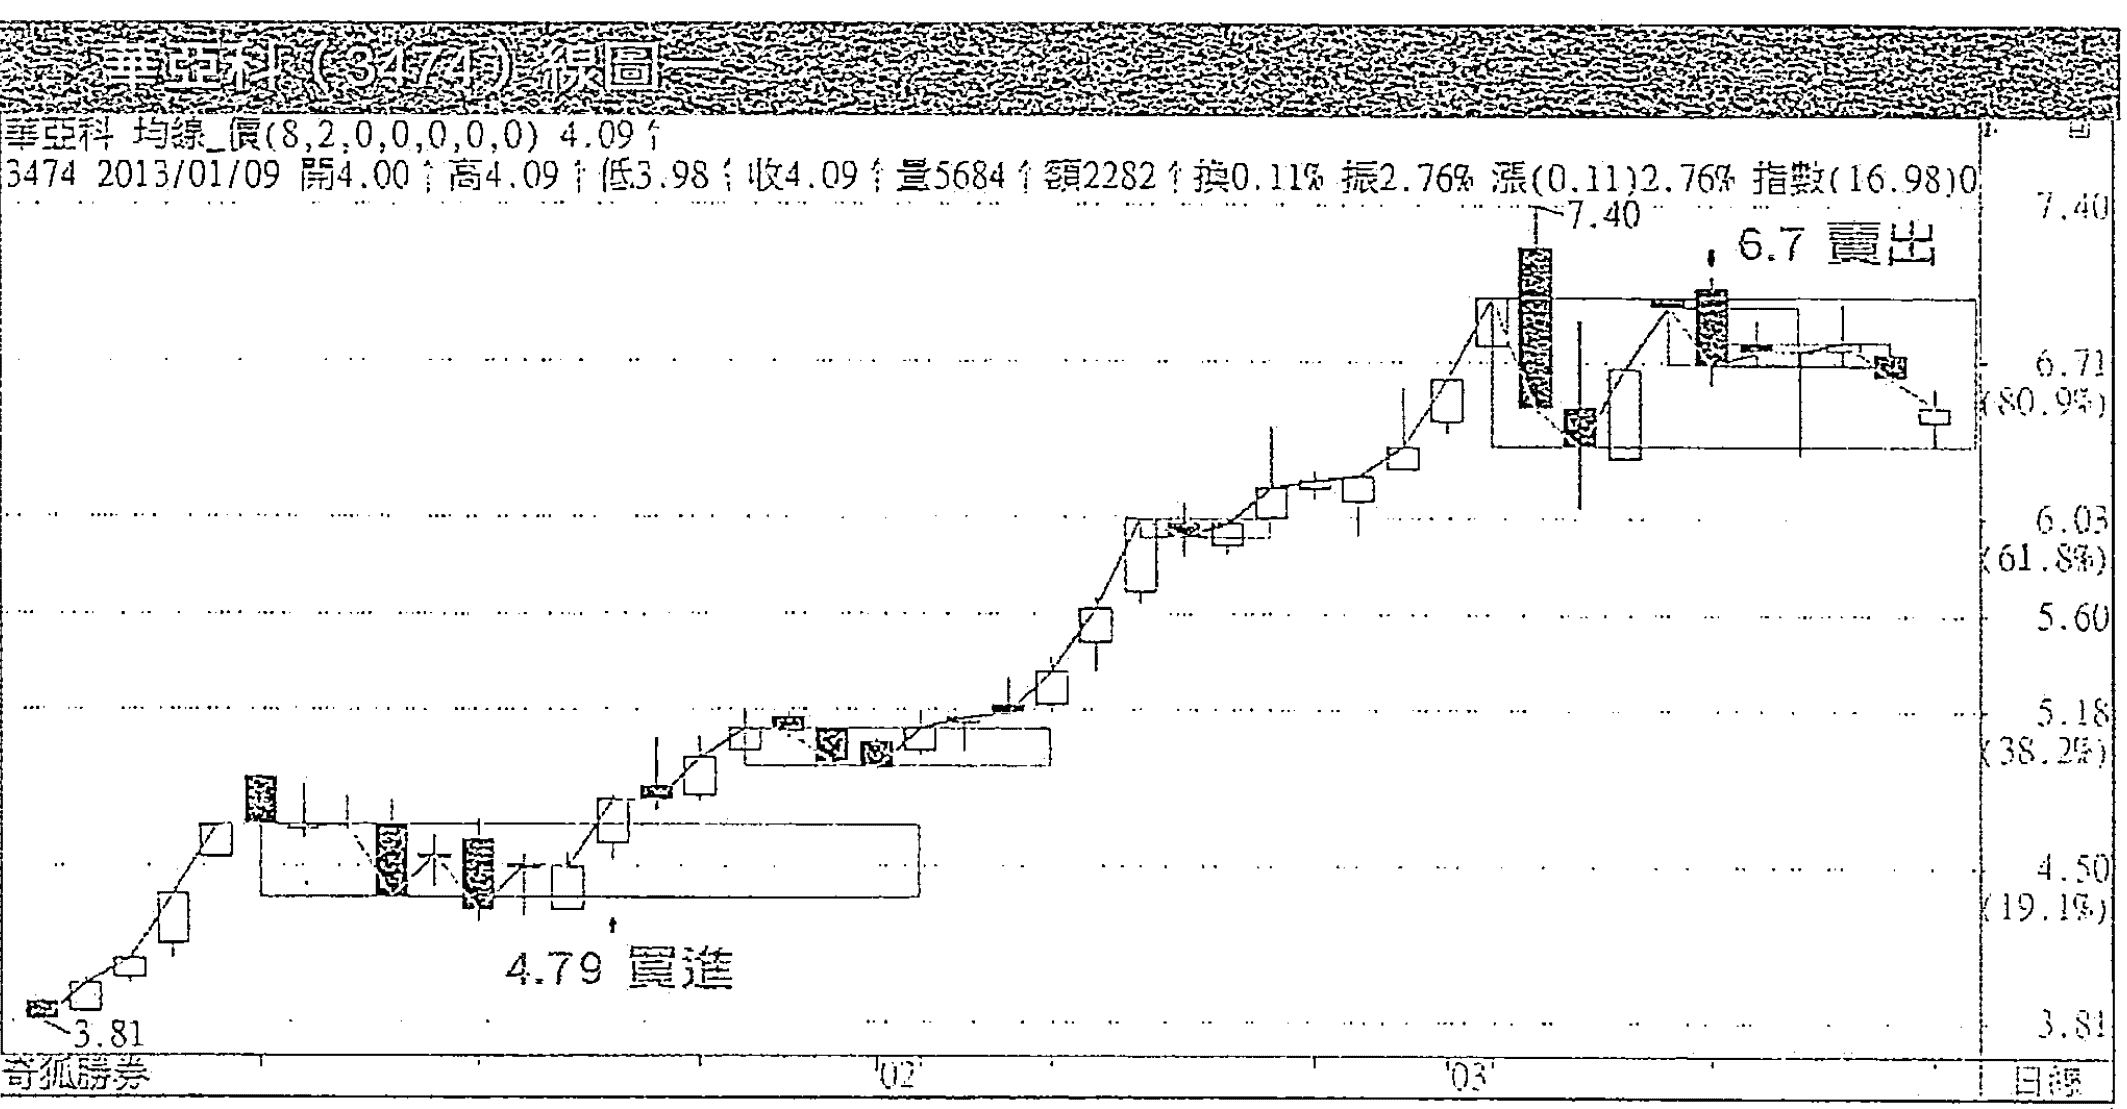 華亞科(3474)線圖一
華亞科 均線_價(8,2,0,0,0,0,0) 4.09↑
3474 2013/01/09 開4.00↑高4.09↑低3.98↑收4.09↑量5684↑額2282↑換0.11% 振2.76% 漲(0.11)2.76% 指數(16.98)0
7.40
7.40
6.7 賣出
6.71
(80.9%)
6.03
(61.8%)
5.60
5.18
(38.2%)
4.50
(19.1%)
4.79 買進
3.81
3.81
奇狐勝券
'02'
'03'
日線